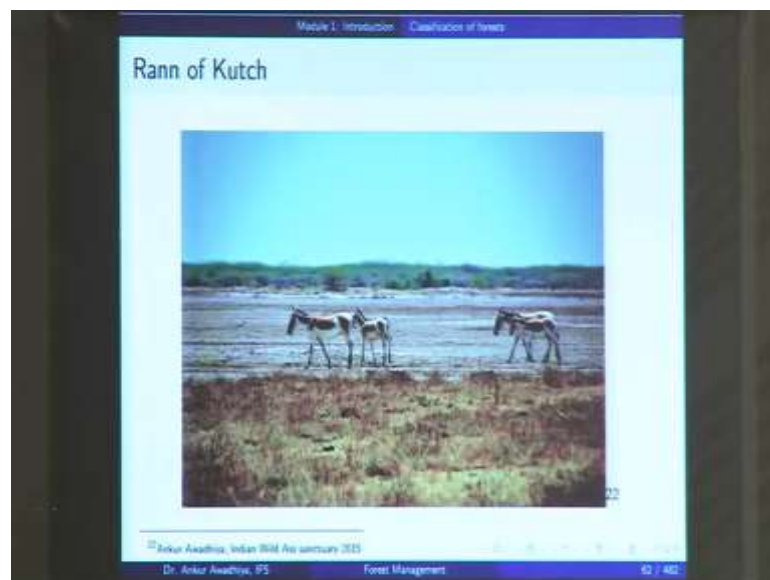 Module 1: Introduction Classification of forests
Rann of Kutch
22
22 Ankur Awadhiya, Indian Wild Ass sanctuary 2015
Dr. Ankur Awadhiya, IFS Forest Management 62 / 482